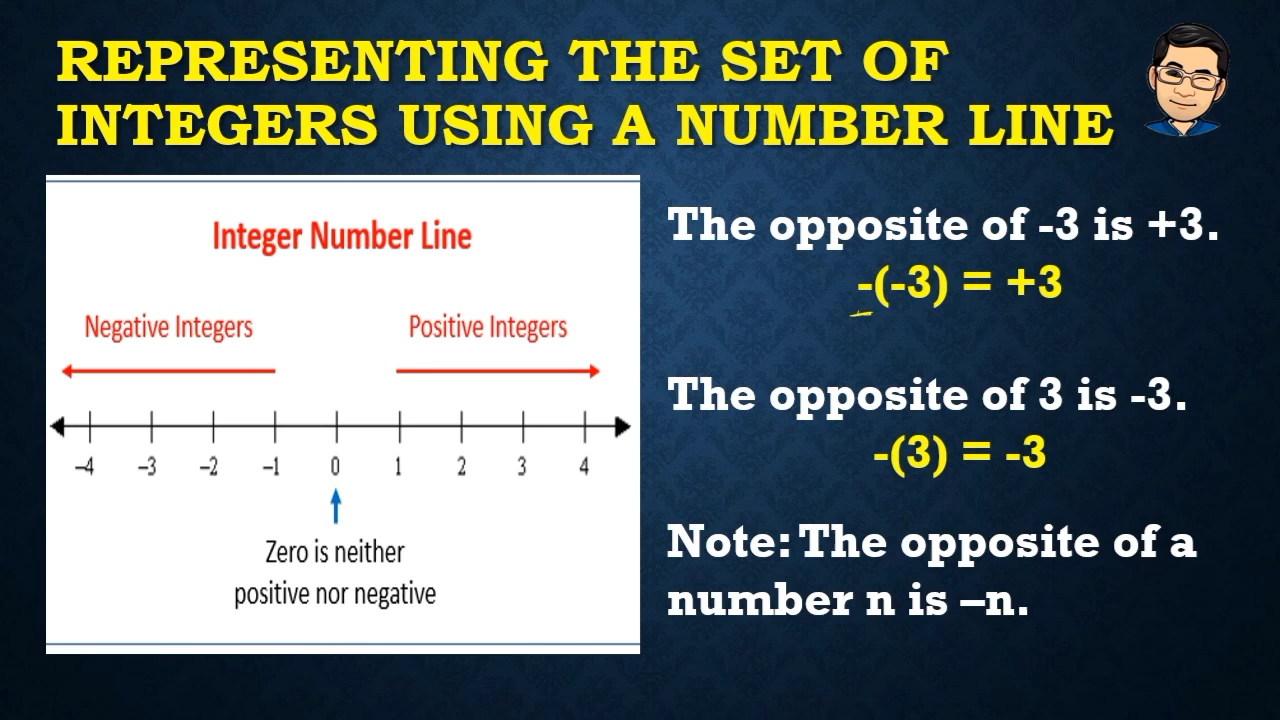 REPRESENTING THE SET OF
INTEGERS USING A NUMBER LINE
Integer Number Line
Negative Integers Positive Integers
–4 –3 –2 –1 0 1 2 3 4
Zero is neither
positive nor negative
The opposite of -3 is +3.
-(-3) = +3
The opposite of 3 is -3.
-(3) = -3
Note: The opposite of a
number n is –n.